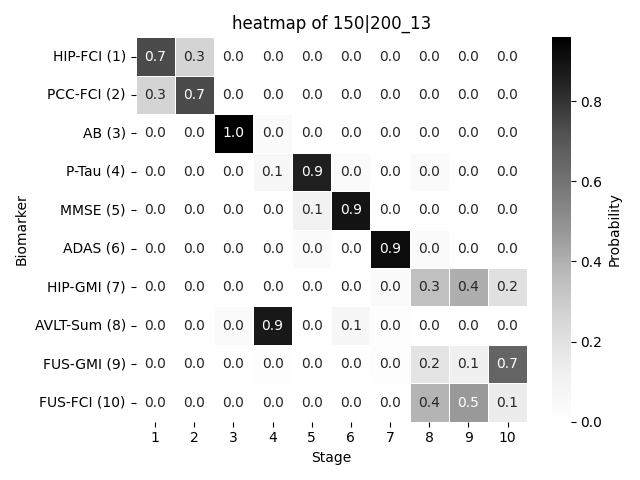 heatmap of 150|200_13
HIP-FCI (1) 0.7 0.3 0.0 0.0 0.0 0.0 0.0 0.0 0.0 0.0
PCC-FCI (2) 0.3 0.7 0.0 0.0 0.0 0.0 0.0 0.0 0.0 0.0
AB (3) 0.0 0.0 1.0 0.0 0.0 0.0 0.0 0.0 0.0 0.0
P-Tau (4) 0.0 0.0 0.0 0.1 0.9 0.0 0.0 0.0 0.0 0.0
MMSE (5) 0.0 0.0 0.0 0.0 0.1 0.9 0.0 0.0 0.0 0.0
ADAS (6) 0.0 0.0 0.0 0.0 0.0 0.0 0.9 0.0 0.0 0.0
HIP-GMI (7) 0.0 0.0 0.0 0.0 0.0 0.0 0.0 0.3 0.4 0.2
AVLT-Sum (8) 0.0 0.0 0.0 0.9 0.0 0.1 0.0 0.0 0.0 0.0
FUS-GMI (9) 0.0 0.0 0.0 0.0 0.0 0.0 0.0 0.2 0.1 0.7
FUS-FCI (10) 0.0 0.0 0.0 0.0 0.0 0.0 0.0 0.4 0.5 0.1
1 2 3 4 5 6 7 8 9 10
Stage
Biomarker
0.8
0.6
0.4
0.2
0.0
Probability